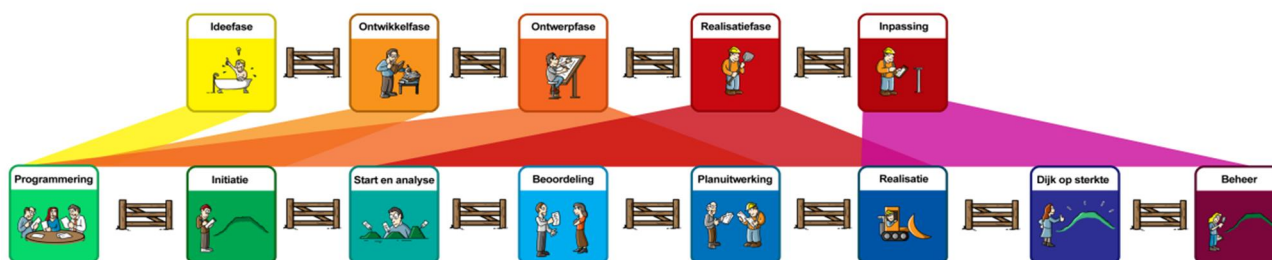 Ideefase
Ontwikkelfase
Ontwerpfase
Realisatiefase
Inpassing
Programmering
Initiatie
Start en analyse
Beoordeling
Planuitwerking
Realisatie
Dijk op sterkte
Beheer